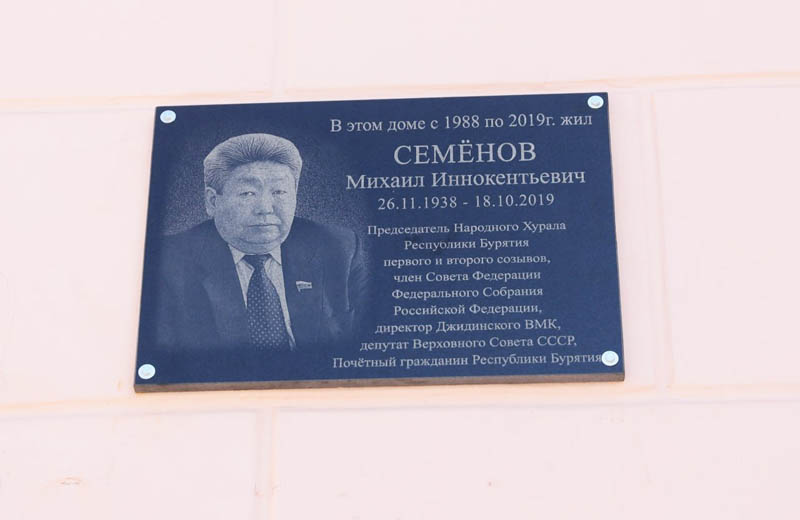 В этом доме с 1988 по 2019г. жил
СЕМЁНОВ
Михаил Иннокентьевич
26.11.1938 - 18.10.2019
Председатель Народного Хурала
Республики Бурятия
первого и второго созывов,
член Совета Федерации
Федерального Собрания
Российской Федерации,
директор Джидинского ВМК,
депутат Верховного Совета СССР,
Почётный гражданин Республики Бурятия